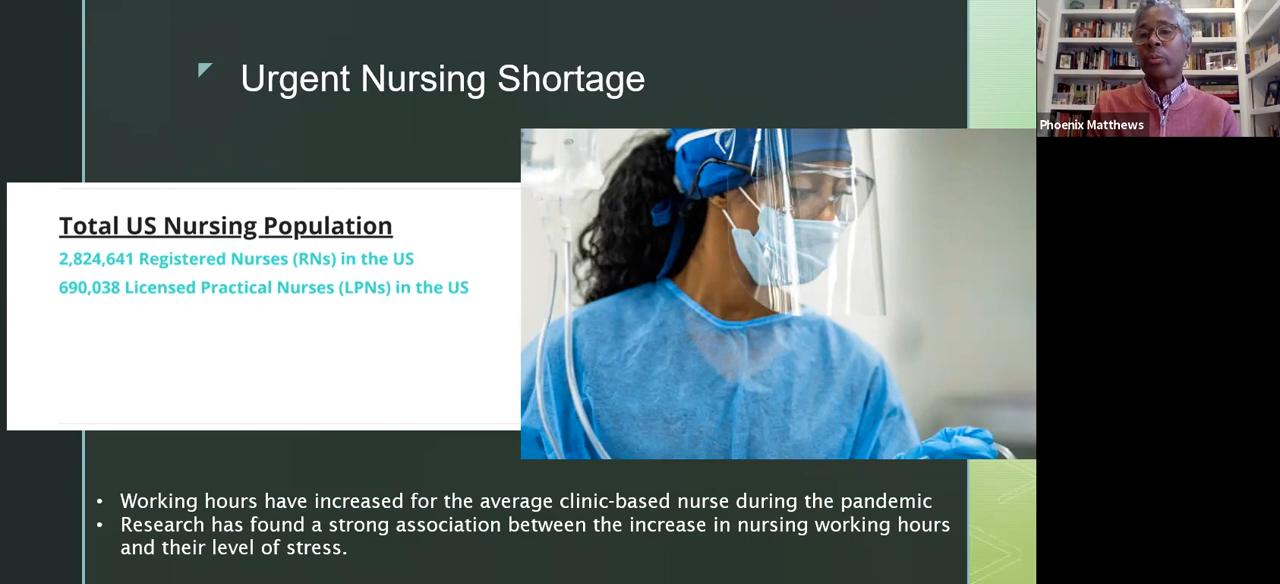 Urgent Nursing Shortage
Phoenix Matthews
Total US Nursing Population
2,824,641 Registered Nurses (RNs) in the US
690,038 Licensed Practical Nurses (LPNs) in the US
• Working hours have increased for the average clinic-based nurse during the pandemic
• Research has found a strong association between the increase in nursing working hours
and their level of stress.